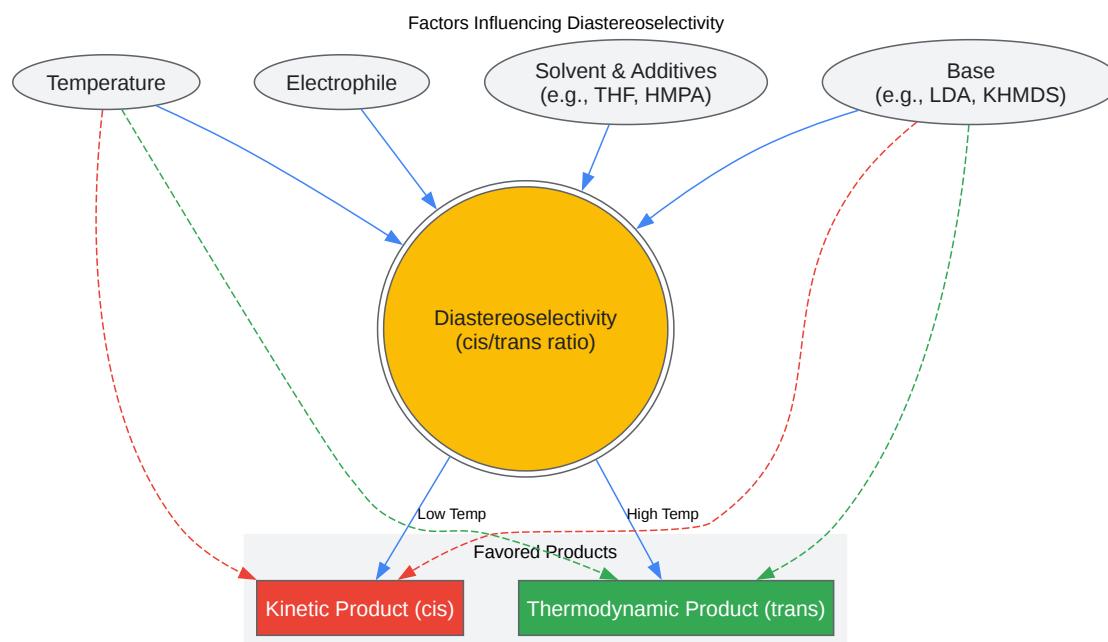 Factors Influencing Diastereoselectivity
Temperature
Electrophile
Solvent & Additives
(e.g., THF, HMPA)
Base
(e.g., LDA, KHMDS)
Diastereoselectivity
(cis/trans ratio)
Low Temp
High Temp
Favored Products
Kinetic Product (cis)
Thermodynamic Product (trans)